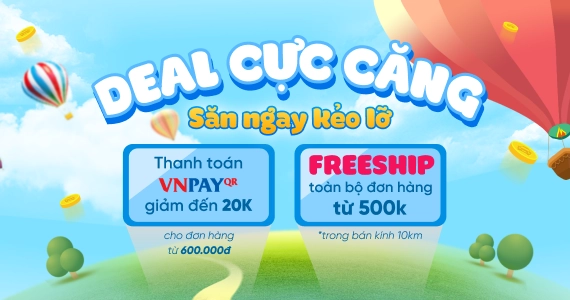 DEAL CỰC CĂNG
Săn ngay kẻo lỡ
Thanh toán
VNPAYQR
giảm đến 20K
cho đơn hàng
từ 600.000đ
FREESHIP
toàn bộ đơn hàng
từ 500k
*trong bán kính 10km